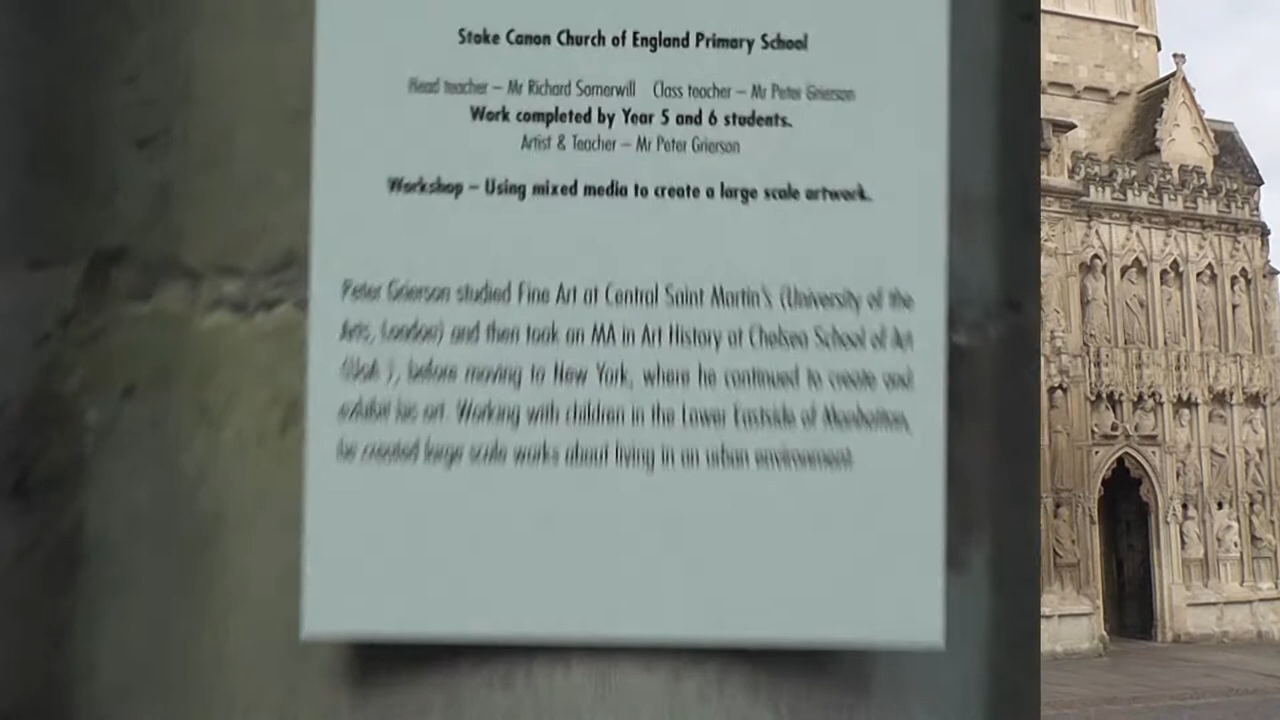 Stoke Canon Church of England Primary School
Head teacher – Mr Richard Somerwill Class teacher – Mr Peter Grierson
Work completed by Year 5 and 6 students.
Artist & Teacher – Mr Peter Grierson
Workshop – Using mixed media to create a large scale artwork.
Peter Grierson studied Fine Art at Central Saint Martin's (University of the
Arts, London) and then took an MA in Art History at Chelsea School of Art
), before moving to New York, where he continued to create and
exhibit his art. Working with children in the Lower Eastside of Manhattan,
he created large scale works about living in an urban environment.